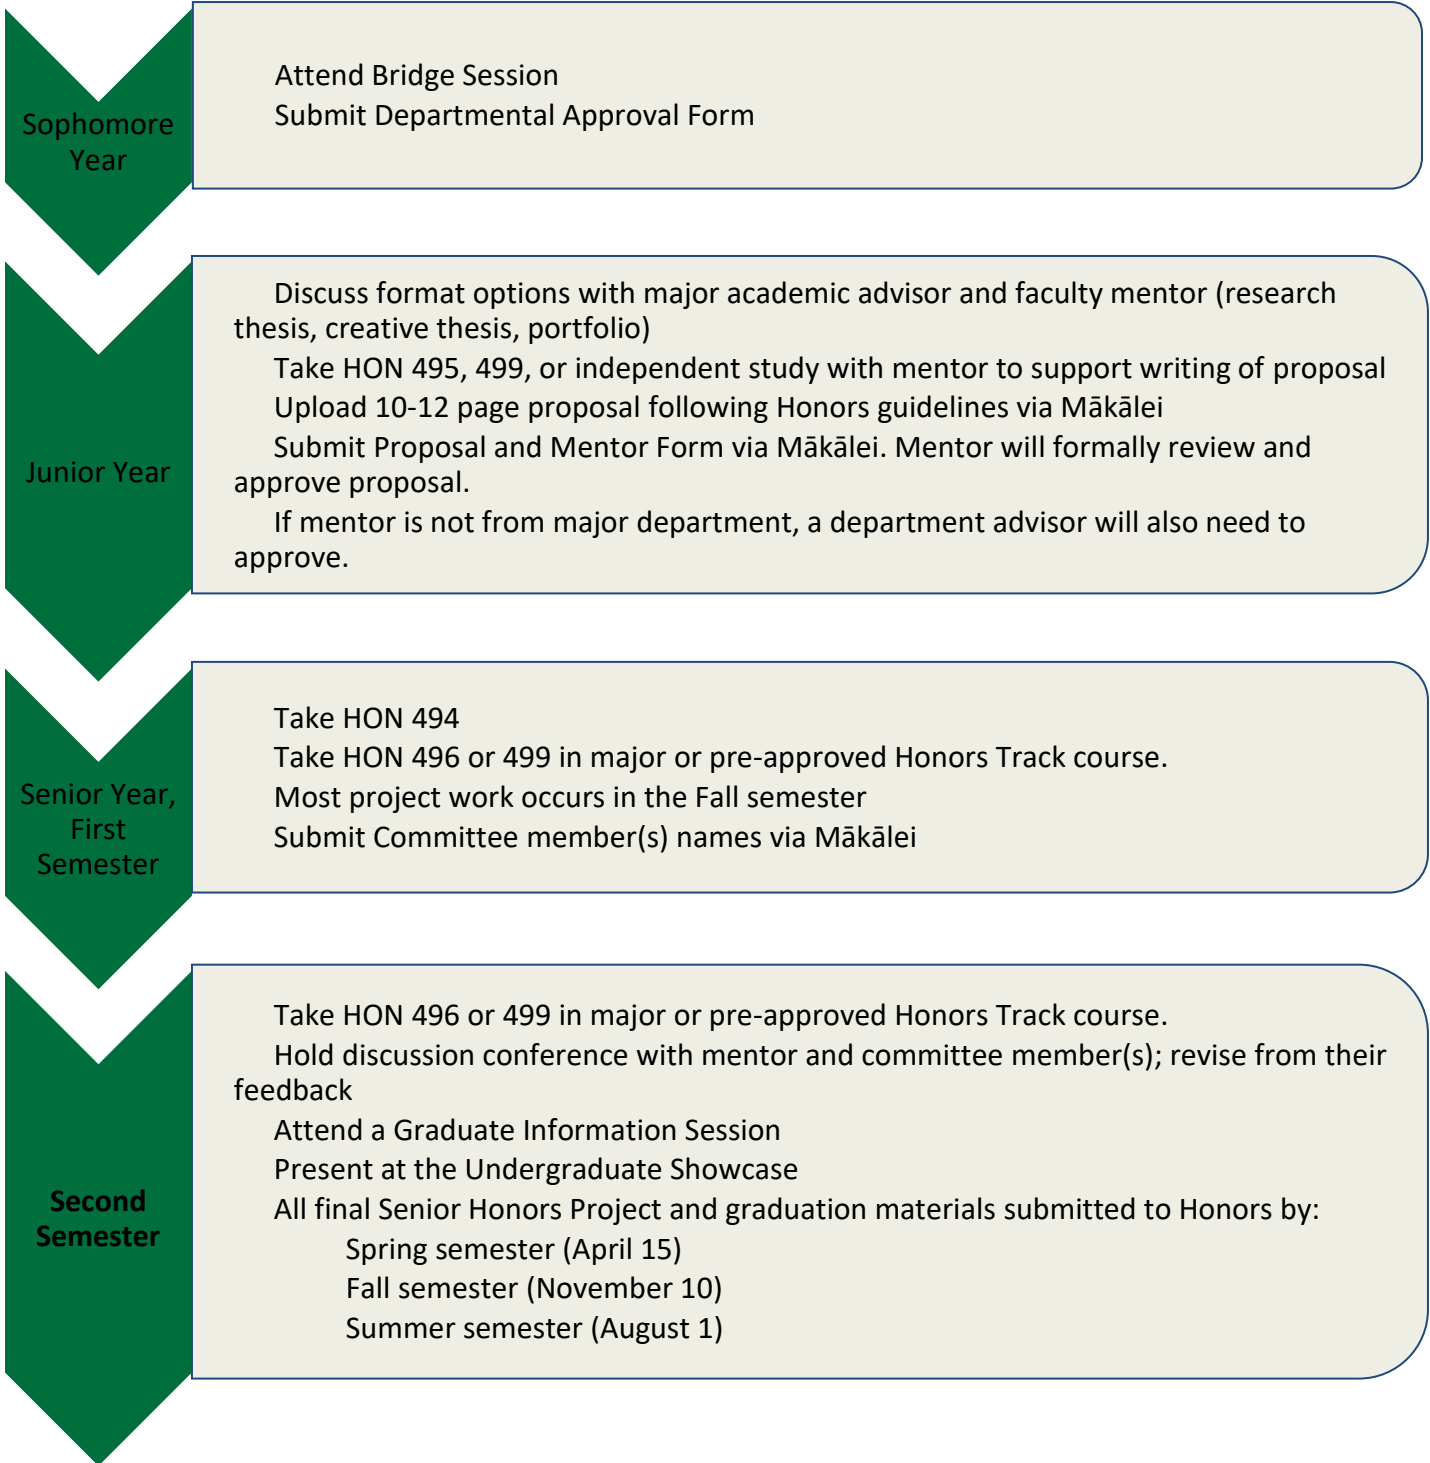 Sophomore
Year
Attend Bridge Session
Submit Departmental Approval Form
Junior Year
Discuss format options with major academic advisor and faculty mentor (research
thesis, creative thesis, portfolio)
Take HON 495, 499, or independent study with mentor to support writing of proposal
Upload 10-12 page proposal following Honors guidelines via Mākālei
Submit Proposal and Mentor Form via Mākālei. Mentor will formally review and
approve proposal.
If mentor is not from major department, a department advisor will also need to
approve.
Senior Year,
First
Semester
Take HON 494
Take HON 496 or 499 in major or pre-approved Honors Track course.
Most project work occurs in the Fall semester
Submit Committee member(s) names via Mākālei
Second
Semester
Take HON 496 or 499 in major or pre-approved Honors Track course.
Hold discussion conference with mentor and committee member(s); revise from their
feedback
Attend a Graduate Information Session
Present at the Undergraduate Showcase
All final Senior Honors Project and graduation materials submitted to Honors by:
Spring semester (April 15)
Fall semester (November 10)
Summer semester (August 1)